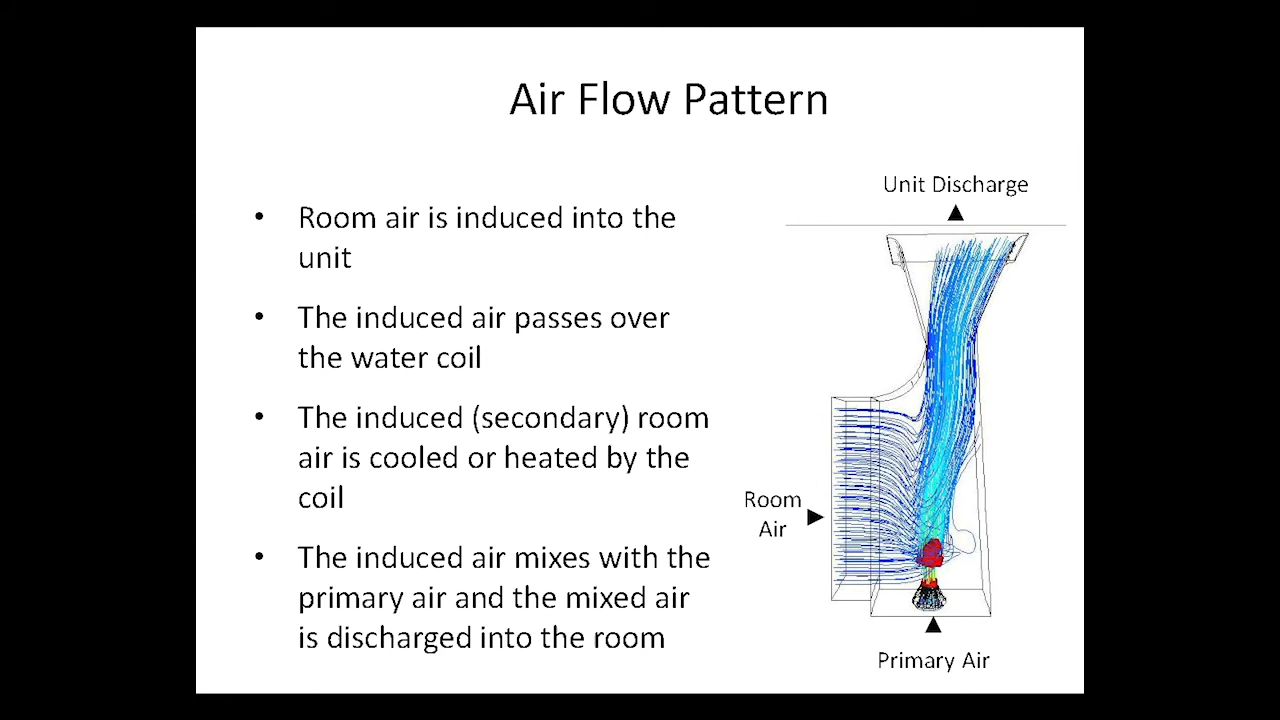 Air Flow Pattern
• Room air is induced into the
unit
• The induced air passes over
the water coil
• The induced (secondary) room
air is cooled or heated by the
coil
• The induced air mixes with the
primary air and the mixed air
is discharged into the room
Unit Discharge
Room
Air
Primary Air